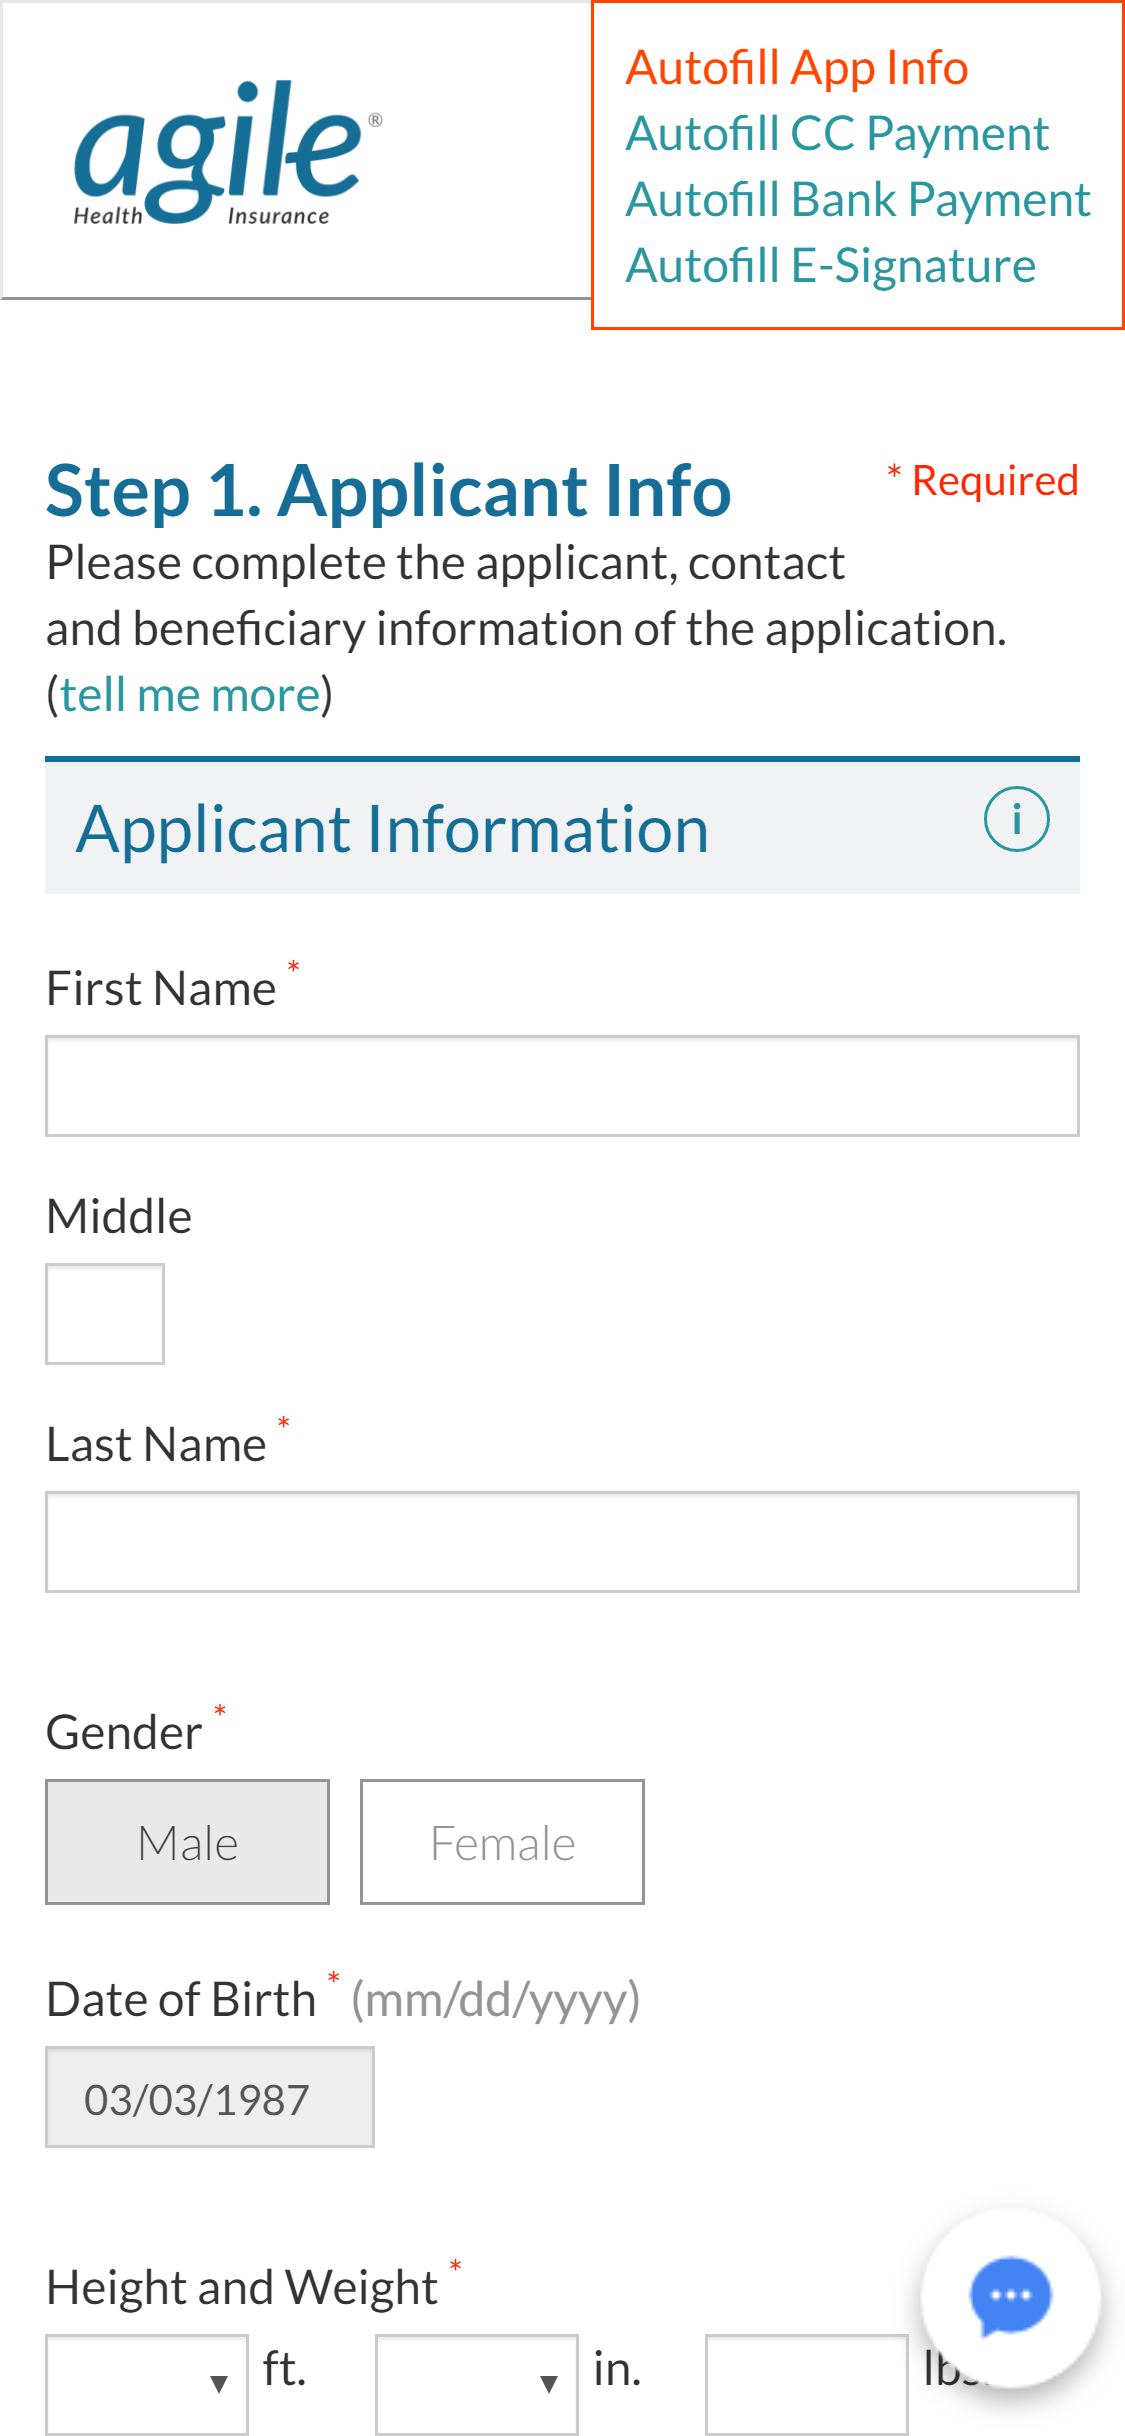 agile®
Health Insurance
Autofill App Info
Autofill CC Payment
Autofill Bank Payment
Autofill E-Signature
Step 1. Applicant Info
* Required
Please complete the applicant, contact
and beneficiary information of the application.
(tell me more)
Applicant Information
i
First Name *
Middle
Last Name *
Gender *
Male Female
Date of Birth * (mm/dd/yyyy)
03/03/1987
Height and Weight *
ft. in.